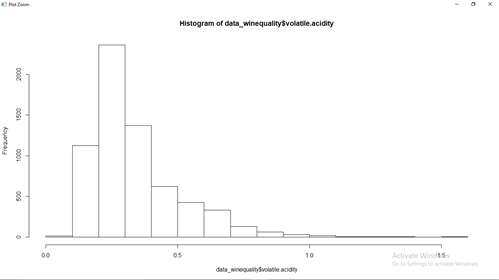 Plot Zoom
Histogram of data_winequality$volatile.acidity
Frequency
2000
1500
1000
500
0
0.0
0.5
1.0
1.5
data_winequality$volatile.acidity
Activate Windows
Go to Settings to activate Windows.